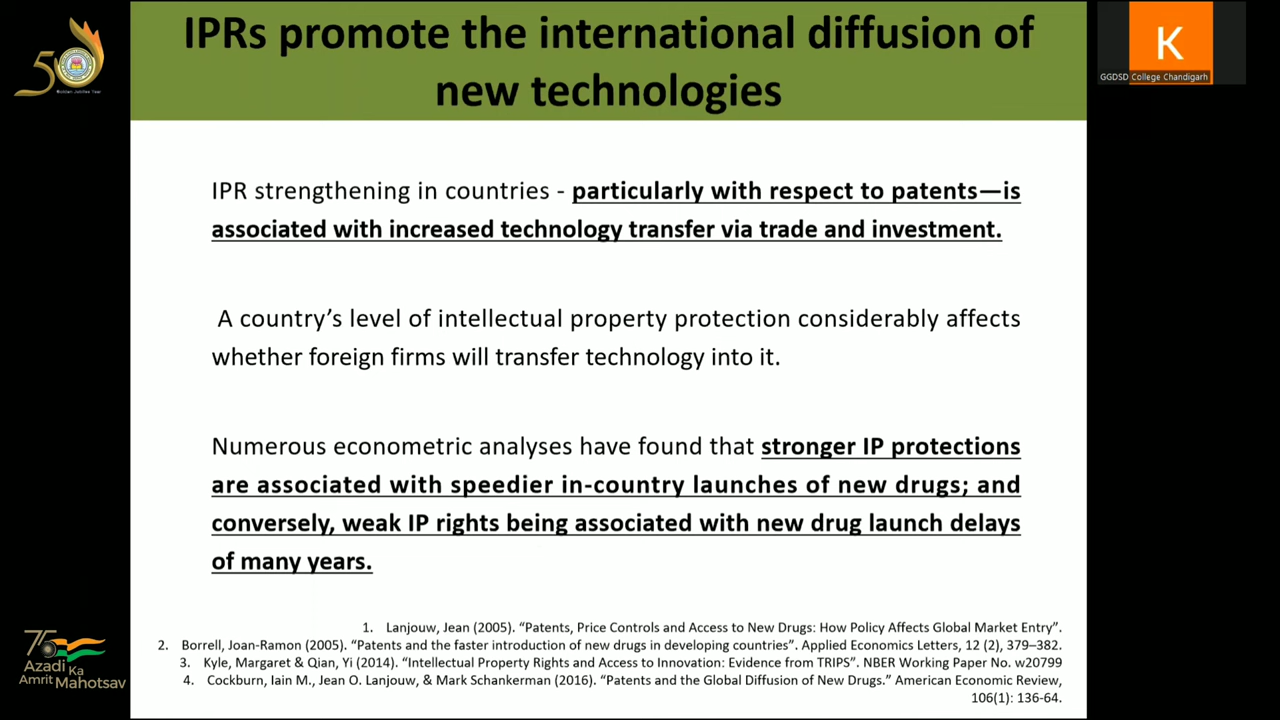 IPRs promote the international diffusion of
new technologies
50
Golden Jubilee Year
K
GGDSD College Chandigarh
IPR strengthening in countries - particularly with respect to patents—is
associated with increased technology transfer via trade and investment.
A country’s level of intellectual property protection considerably affects
whether foreign firms will transfer technology into it.
Numerous econometric analyses have found that stronger IP protections
are associated with speedier in-country launches of new drugs; and
conversely, weak IP rights being associated with new drug launch delays
of many years.
1. Lanjouw, Jean (2005). “Patents, Price Controls and Access to New Drugs: How Policy Affects Global Market Entry”.
2. Borrell, Joan-Ramon (2005). “Patents and the faster introduction of new drugs in developing countries”. Applied Economics Letters, 12 (2), 379–382.
3. Kyle, Margaret & Qian, Yi (2014). “Intellectual Property Rights and Access to Innovation: Evidence from TRIPS”. NBER Working Paper No. w20799
4. Cockburn, Iain M., Jean O. Lanjouw, & Mark Schankerman (2016). “Patents and the Global Diffusion of New Drugs.” American Economic Review,
106(1): 136-64.
75
Azadi Ka
Amrit Mahotsav